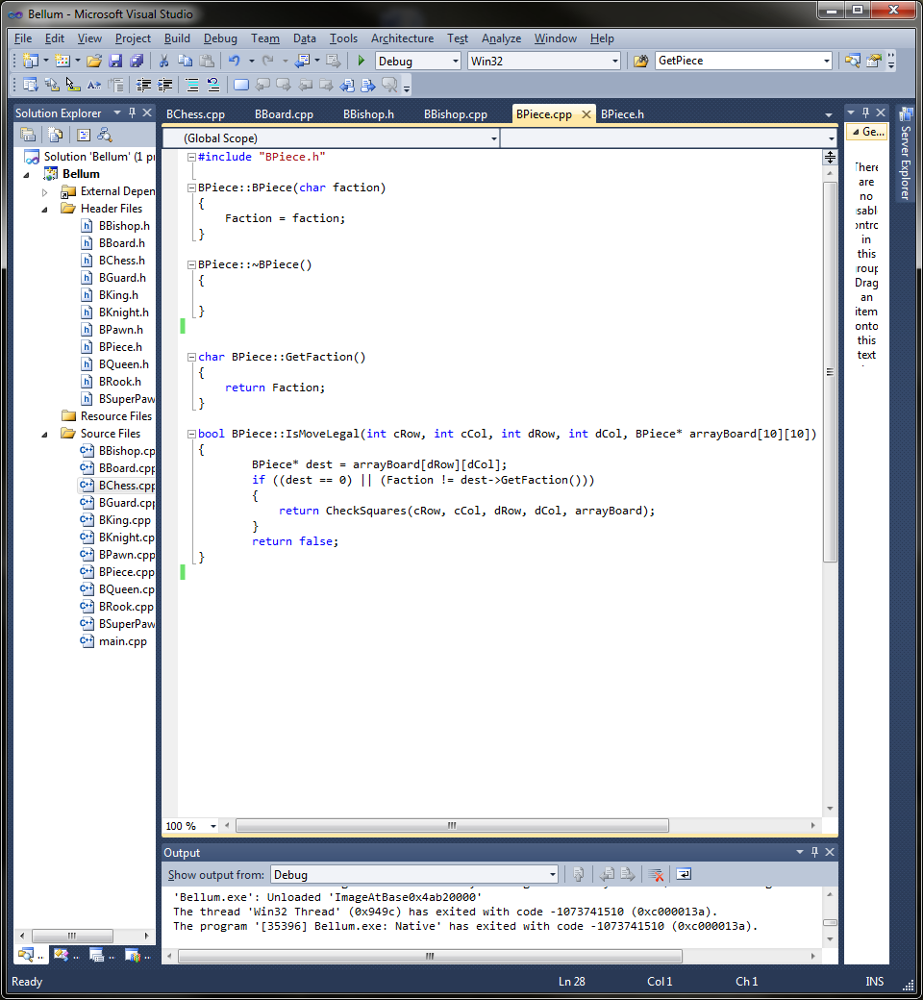 Bellum - Microsoft Visual Studio
File Edit View Project Build Debug Team Data Tools Architecture Test Analyze Window Help
Debug Win32 GetPiece
Solution Explorer
BChess.cpp BBoard.cpp BBishop.h BBishop.cpp BPiece.cpp BPiece.h
(Global Scope)
Ge...
Server Explorer
Solution 'Bellum' (1 pr
Bellum
External Depen
Header Files
BBishop.h
BBoard.h
BChess.h
BGuard.h
BKing.h
BKnight.h
BPawn.h
BPiece.h
BQueen.h
BRook.h
BSuperPaw
Resource Files
Source Files
BBishop.cp
BBoard.cpp
BChess.cpp
BGuard.cpp
BKing.cpp
BKnight.cp
BPawn.cpp
BPiece.cpp
BQueen.cp
BRook.cpp
BSuperPaw
main.cpp
#include "BPiece.h"
BPiece::BPiece(char faction)
{
Faction = faction;
}
BPiece::~BPiece()
{
}
char BPiece::GetFaction()
{
return Faction;
}
bool BPiece::IsMoveLegal(int cRow, int cCol, int dRow, int dCol, BPiece* arrayBoard[10][10])
{
BPiece* dest = arrayBoard[dRow][dCol];
if ((dest == 0) || (Faction != dest->GetFaction()))
{
return CheckSquares(cRow, cCol, dRow, dCol, arrayBoard);
}
return false;
}
There
are
no
usable
contro
in
this
group
Drag
an
item
onto
this
text
100 %
Output
Show output from: Debug
'Bellum.exe': Unloaded 'ImageAtBase0x4ab20000'
The thread 'Win32 Thread' (0x949c) has exited with code -1073741510 (0xc000013a).
The program '[35396] Bellum.exe: Native' has exited with code -1073741510 (0xc000013a).
Ready Ln 28 Col 1 Ch 1 INS